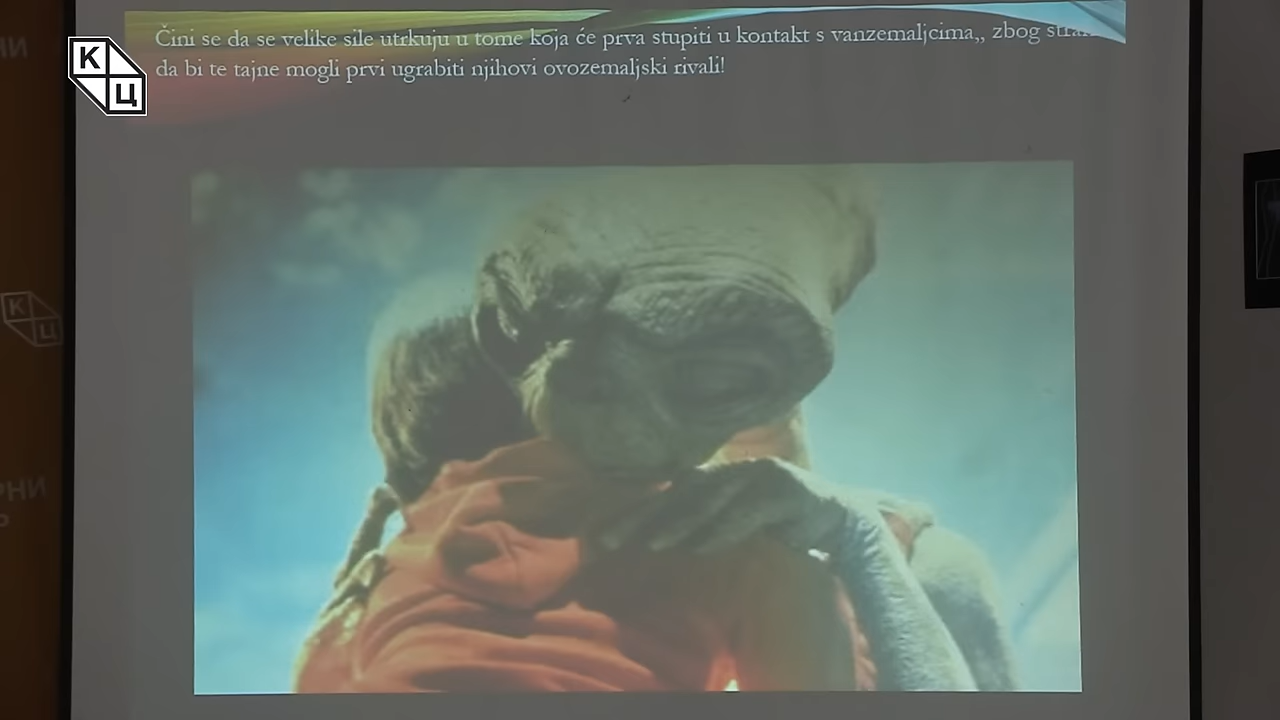 Čini se da se velike sile utrkuju u tome koja će prva stupiti u kontakt s vanzemaljcima,, zbog
da bi te tajne mogli prvi ugrabiti njihovi ovozemaljski rivali!
К
Ц
К
Ц